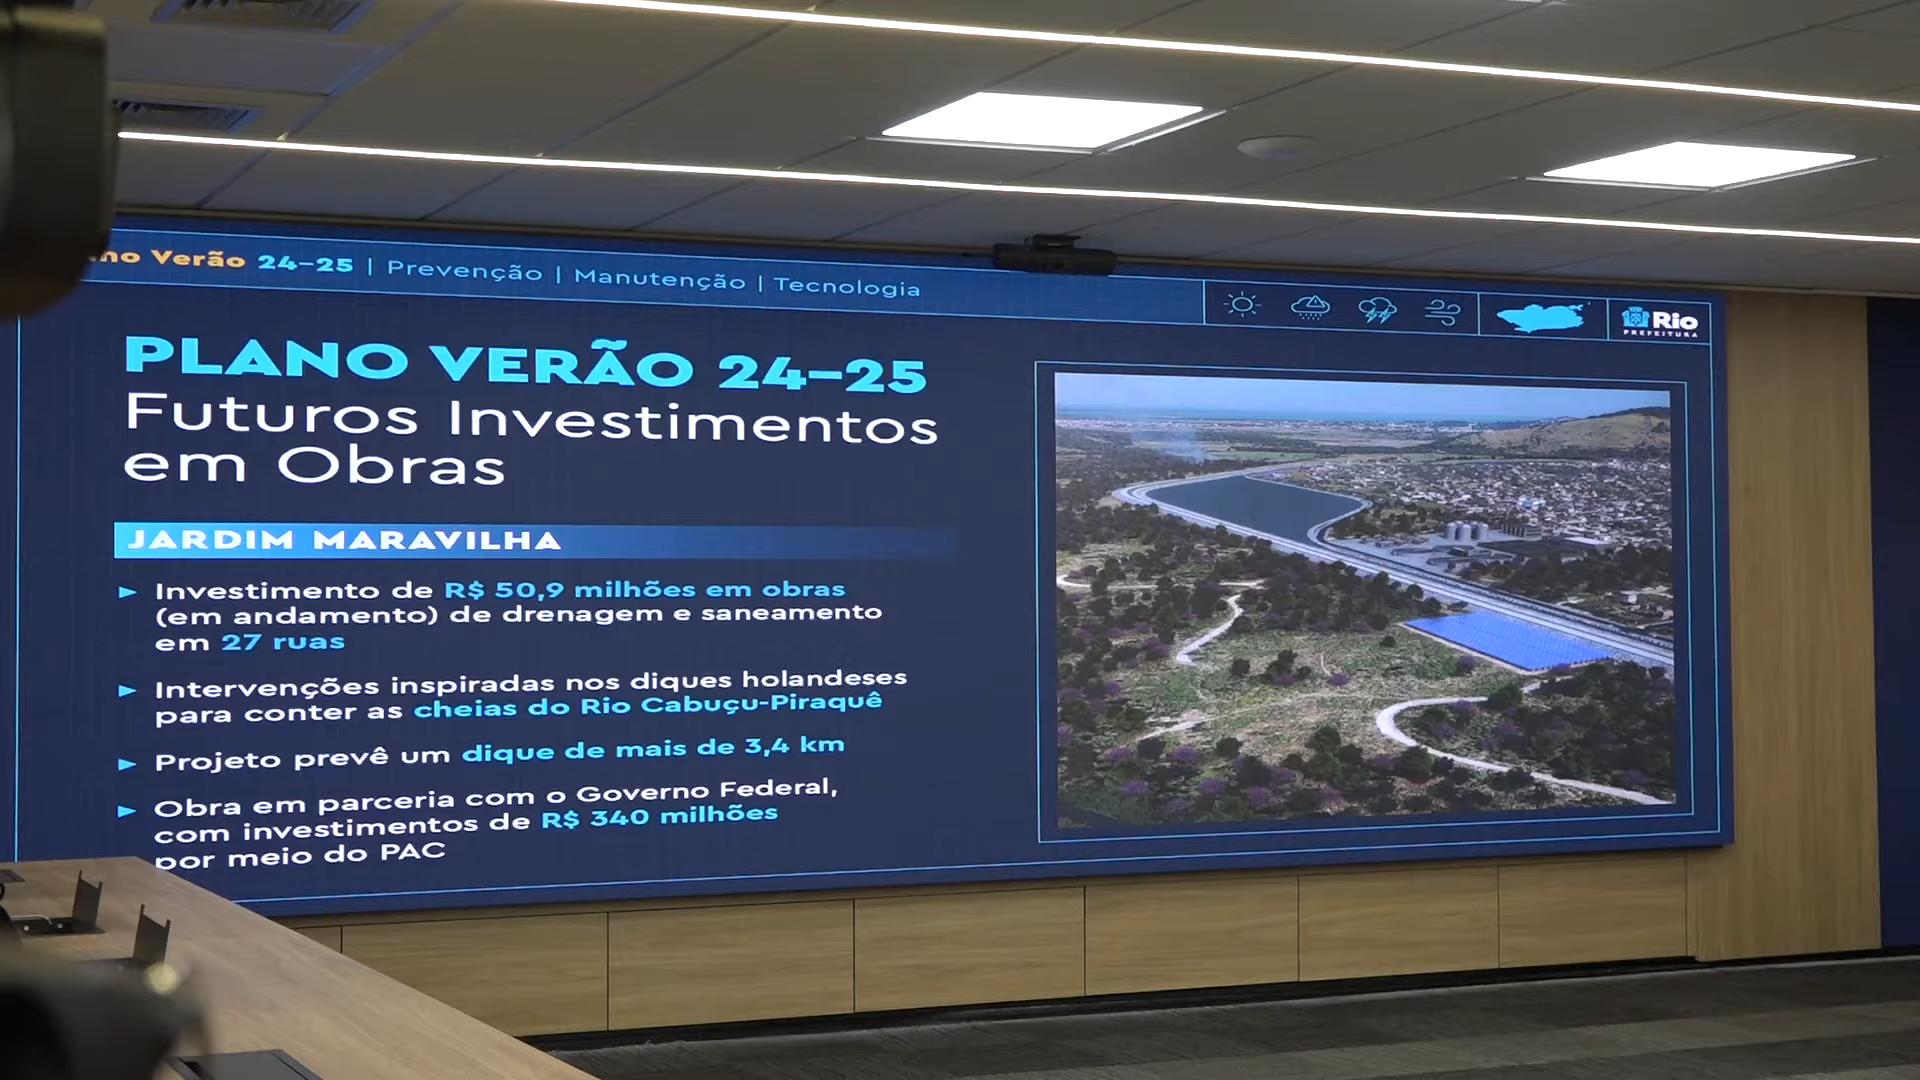 no Verão 24-25 | Prevenção | Manutenção | Tecnologia
Rio
PREFEITURA
PLANO VERÃO 24-25
Futuros Investimentos
em Obras
JARDIM MARAVILHA
► Investimento de R$ 50,9 milhões em obras
(em andamento) de drenagem e saneamento
em 27 ruas
► Intervenções inspiradas nos diques holandeses
para conter as cheias do Rio Cabuçu-Piraquê
► Projeto prevê um dique de mais de 3,4 km
► Obra em parceria com o Governo Federal,
com investimentos de R$ 340 milhões
por meio do PAC